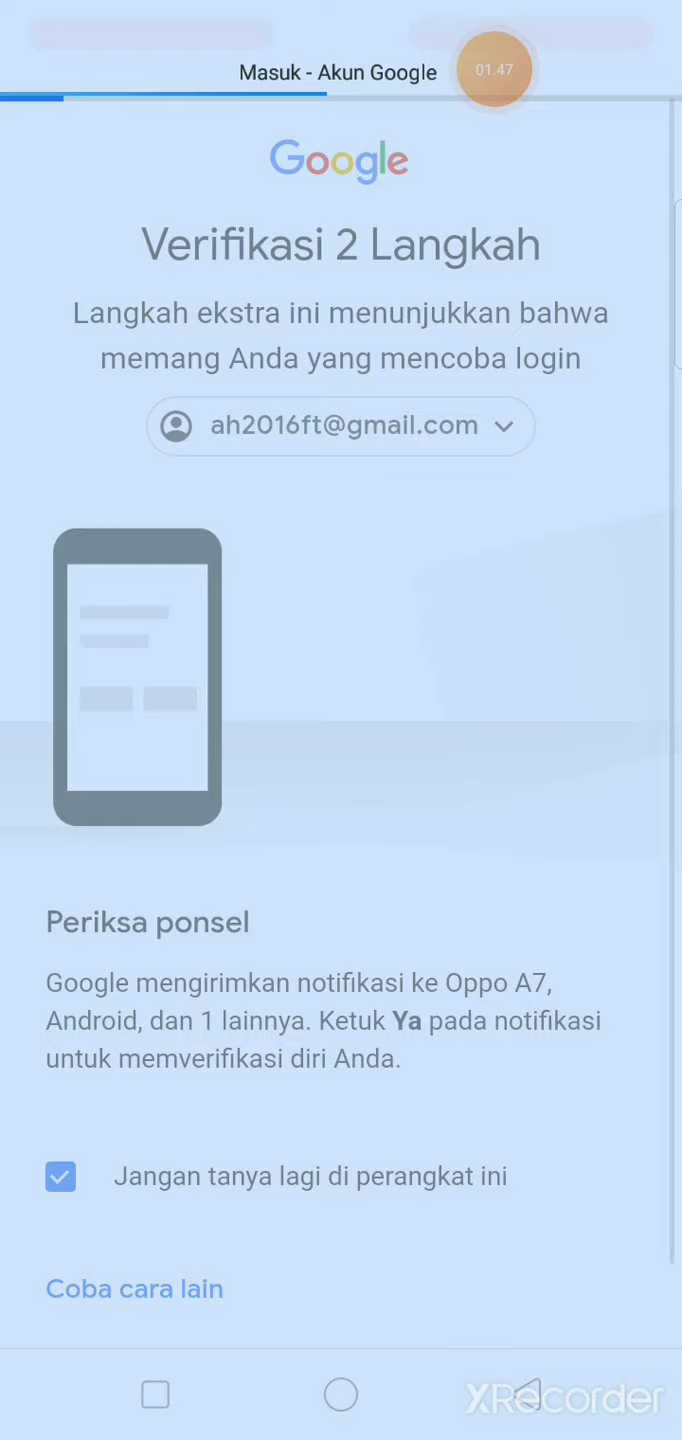 Masuk - Akun Google
01.47
Google
Verifikasi 2 Langkah
Langkah ekstra ini menunjukkan bahwa
memang Anda yang mencoba login
ah2016ft@gmail.com
Periksa ponsel
Google mengirimkan notifikasi ke Oppo A7,
Android, dan 1 lainnya. Ketuk Ya pada notifikasi
untuk memverifikasi diri Anda.
Jangan tanya lagi di perangkat ini
Coba cara lain
XRecorder